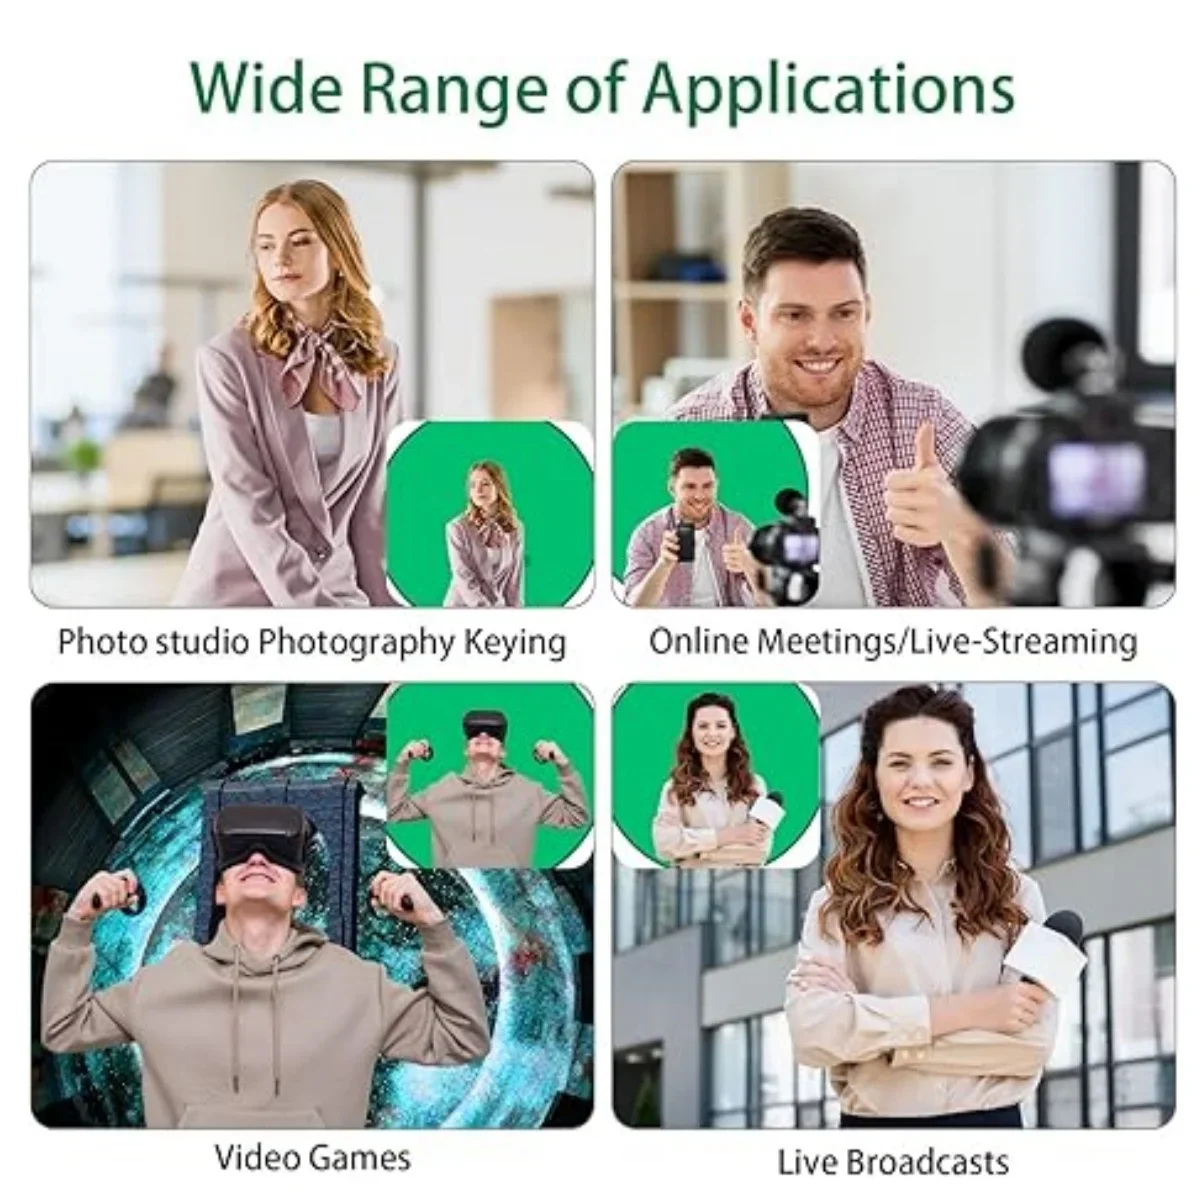 Wide Range of Applications
Photo studio Photography Keying
Online Meetings/Live-Streaming
Video Games
Live Broadcasts